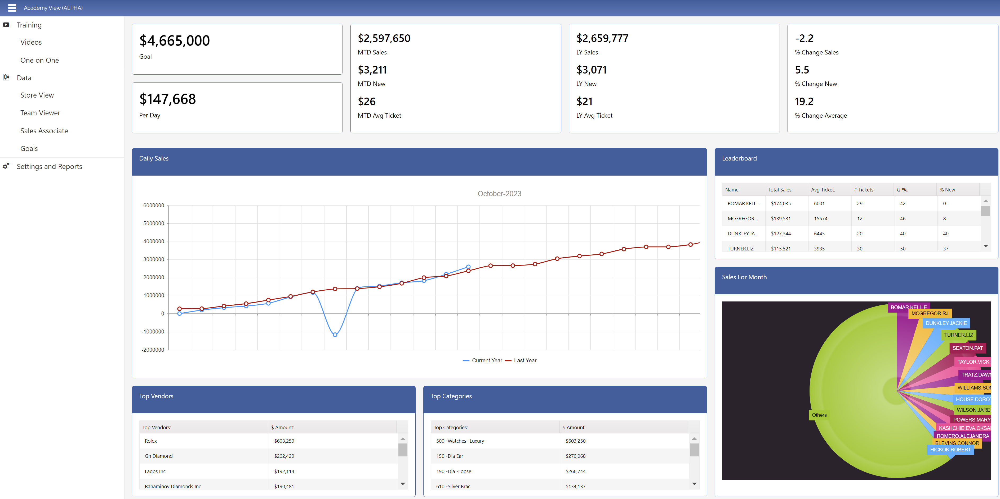 Academy View (ALPHA)
Training
Videos
One on One
Data
Store View
Team Viewer
Sales Associate
Goals
Settings and Reports
$4,665,000
Goal
$147,668
Per Day
$2,597,650
MTD Sales
$3,211
MTD New
$26
MTD Avg Ticket
$2,659,777
LY Sales
$3,071
LY New
$21
LY Avg Ticket
-2.2
% Change Sales
5.5
% Change New
19.2
% Change Average
Daily Sales
October-2023
6000000
5000000
4000000
3000000
2000000
1000000
0
-1000000
-2000000
Current Year Last Year
Leaderboard
Name: Total Sales: Avg Ticket: # Tickets: GP%: % New
BOMAR.KELL... $174,035 6001 29 42 0
MCGREGOR.... $139,531 15574 12 46 8
DUNKLEY.JA... $127,344 6445 20 40 40
TURNER.LIZ $115,521 3935 30 50 37
Sales For Month
BOMAR.KELLIE
MCGREGOR.RJ
DUNKLEY.JACKIE
TURNER.LIZ
SEXTON.PAT
TAYLOR.VICKI
TRATZ.DAWN
WILLIAMS.SON
HOUSE.DOROT
WILSON.JARE
POWERS.MARY
KASHCHIEIEVA.OKSA
ROMERO.ALEJANDRA
BLEVINS.CONNOR
HICKOK.ROBERT
Others
Top Vendors
Top Vendors: $ Amount:
Rolex $603,250
Gn Diamond $202,420
Lagos Inc $192,114
Rahaminov Diamonds Inc $190,481
Top Categories
Top Categories: $ Amount:
500 -Watches -Luxury $603,250
150 -Dia Ear $270,068
190 -Dia -Loose $266,744
610 -Silver Brac $134,137